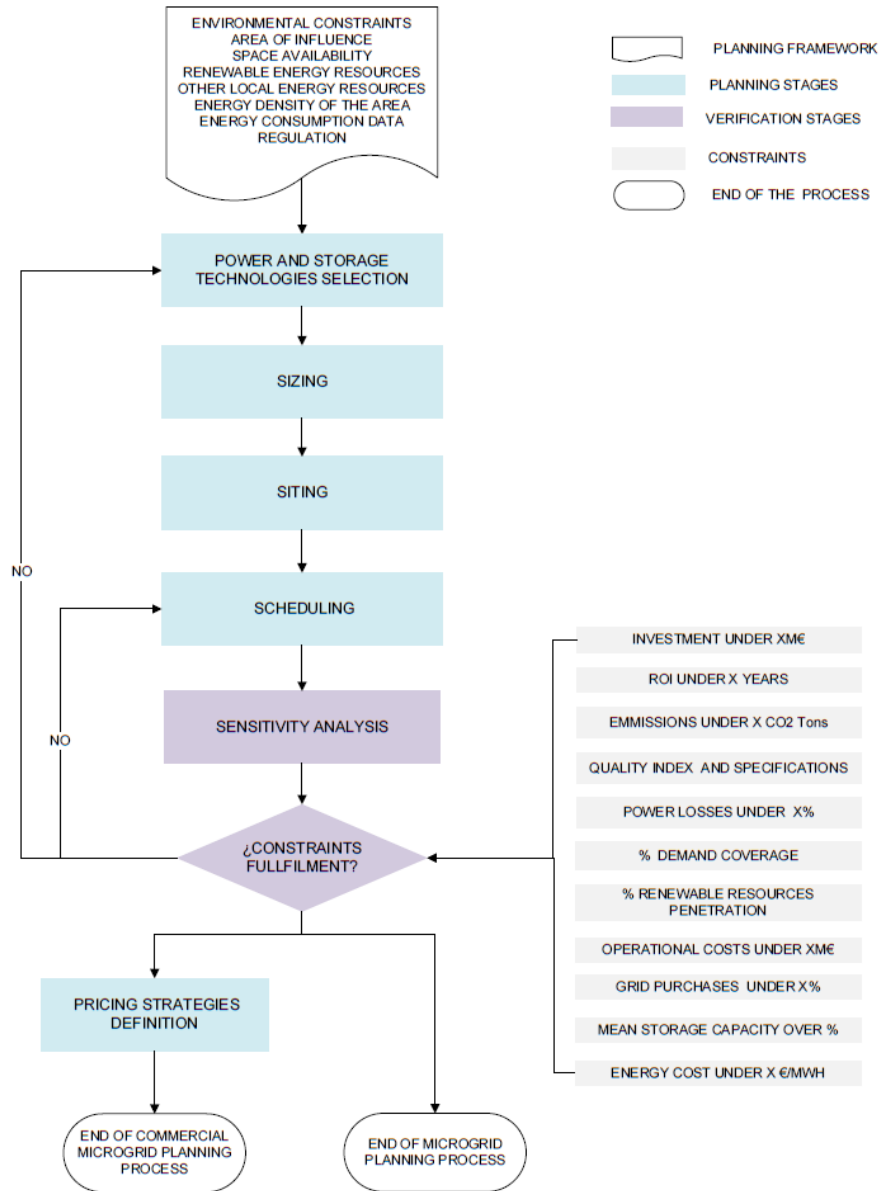 ENVIRONMENTAL CONSTRAINTS
AREA OF INFLUENCE
SPACE AVAILABILITY
RENEWABLE ENERGY RESOURCES
OTHER LOCAL ENERGY RESOURCES
ENERGY DENSITY OF THE AREA
ENERGY CONSUMPTION DATA
REGULATION
PLANNING FRAMEWORK
PLANNING STAGES
VERIFICATION STAGES
CONSTRAINTS
END OF THE PROCESS
POWER AND STORAGE
TECHNOLOGIES SELECTION
SIZING
SITING
NO
SCHEDULING
NO
SENSITIVITY ANALYSIS
¿CONSTRAINTS
FULLFILMENT?
INVESTMENT UNDER XM€
ROI UNDER X YEARS
EMMISSIONS UNDER X CO2 Tons
QUALITY INDEX AND SPECIFICATIONS
POWER LOSSES UNDER X%
% DEMAND COVERAGE
% RENEWABLE RESOURCES
PENETRATION
OPERATIONAL COSTS UNDER XM€
GRID PURCHASES UNDER X%
MEAN STORAGE CAPACITY OVER %
ENERGY COST UNDER X €/MWH
PRICING STRATEGIES
DEFINITION
END OF COMMERCIAL
MICROGRID PLANNING
PROCESS
END OF MICROGRID
PLANNING PROCESS